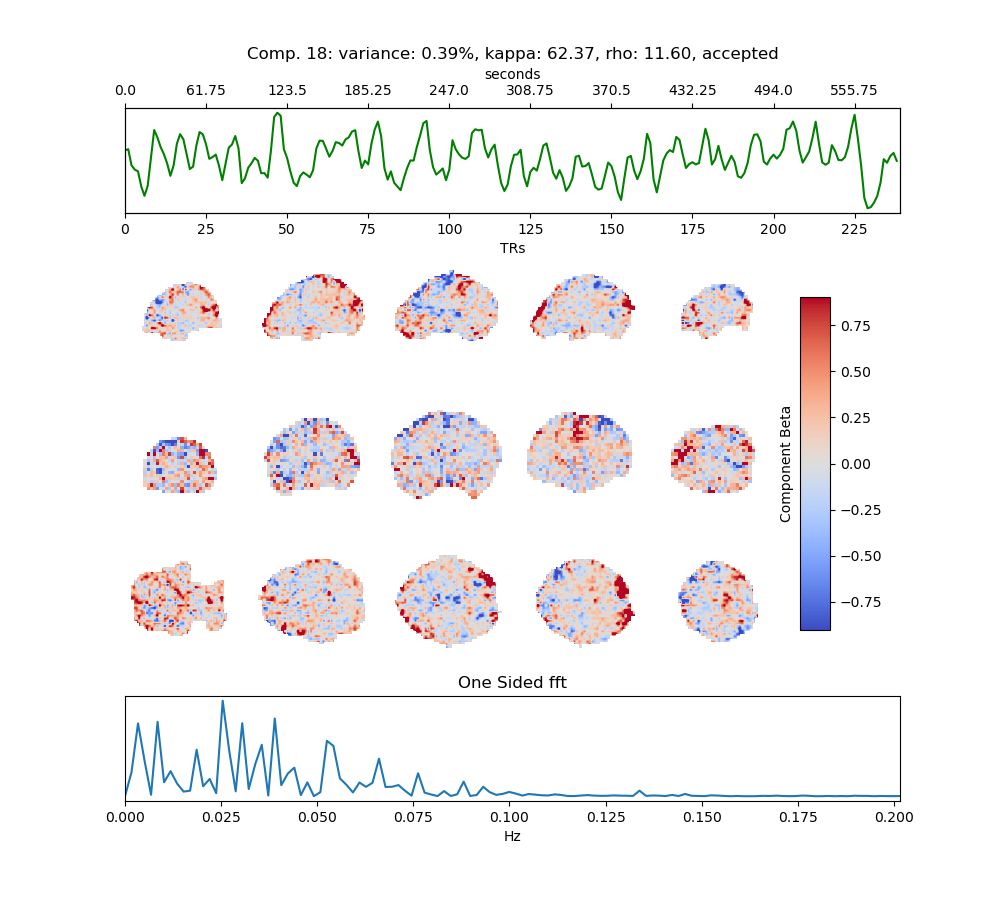 Comp. 18: variance: 0.39%, kappa: 62.37, rho: 11.60, accepted
seconds
0.0 61.75 123.5 185.25 247.0 308.75 370.5 432.25 494.0 555.75
0 25 50 75 100 125 150 175 200 225
TRs
0.75
0.50
0.25
0.00
−0.25
−0.50
−0.75
Component Beta
One Sided fft
0.000 0.025 0.050 0.075 0.100 0.125 0.150 0.175 0.200
Hz